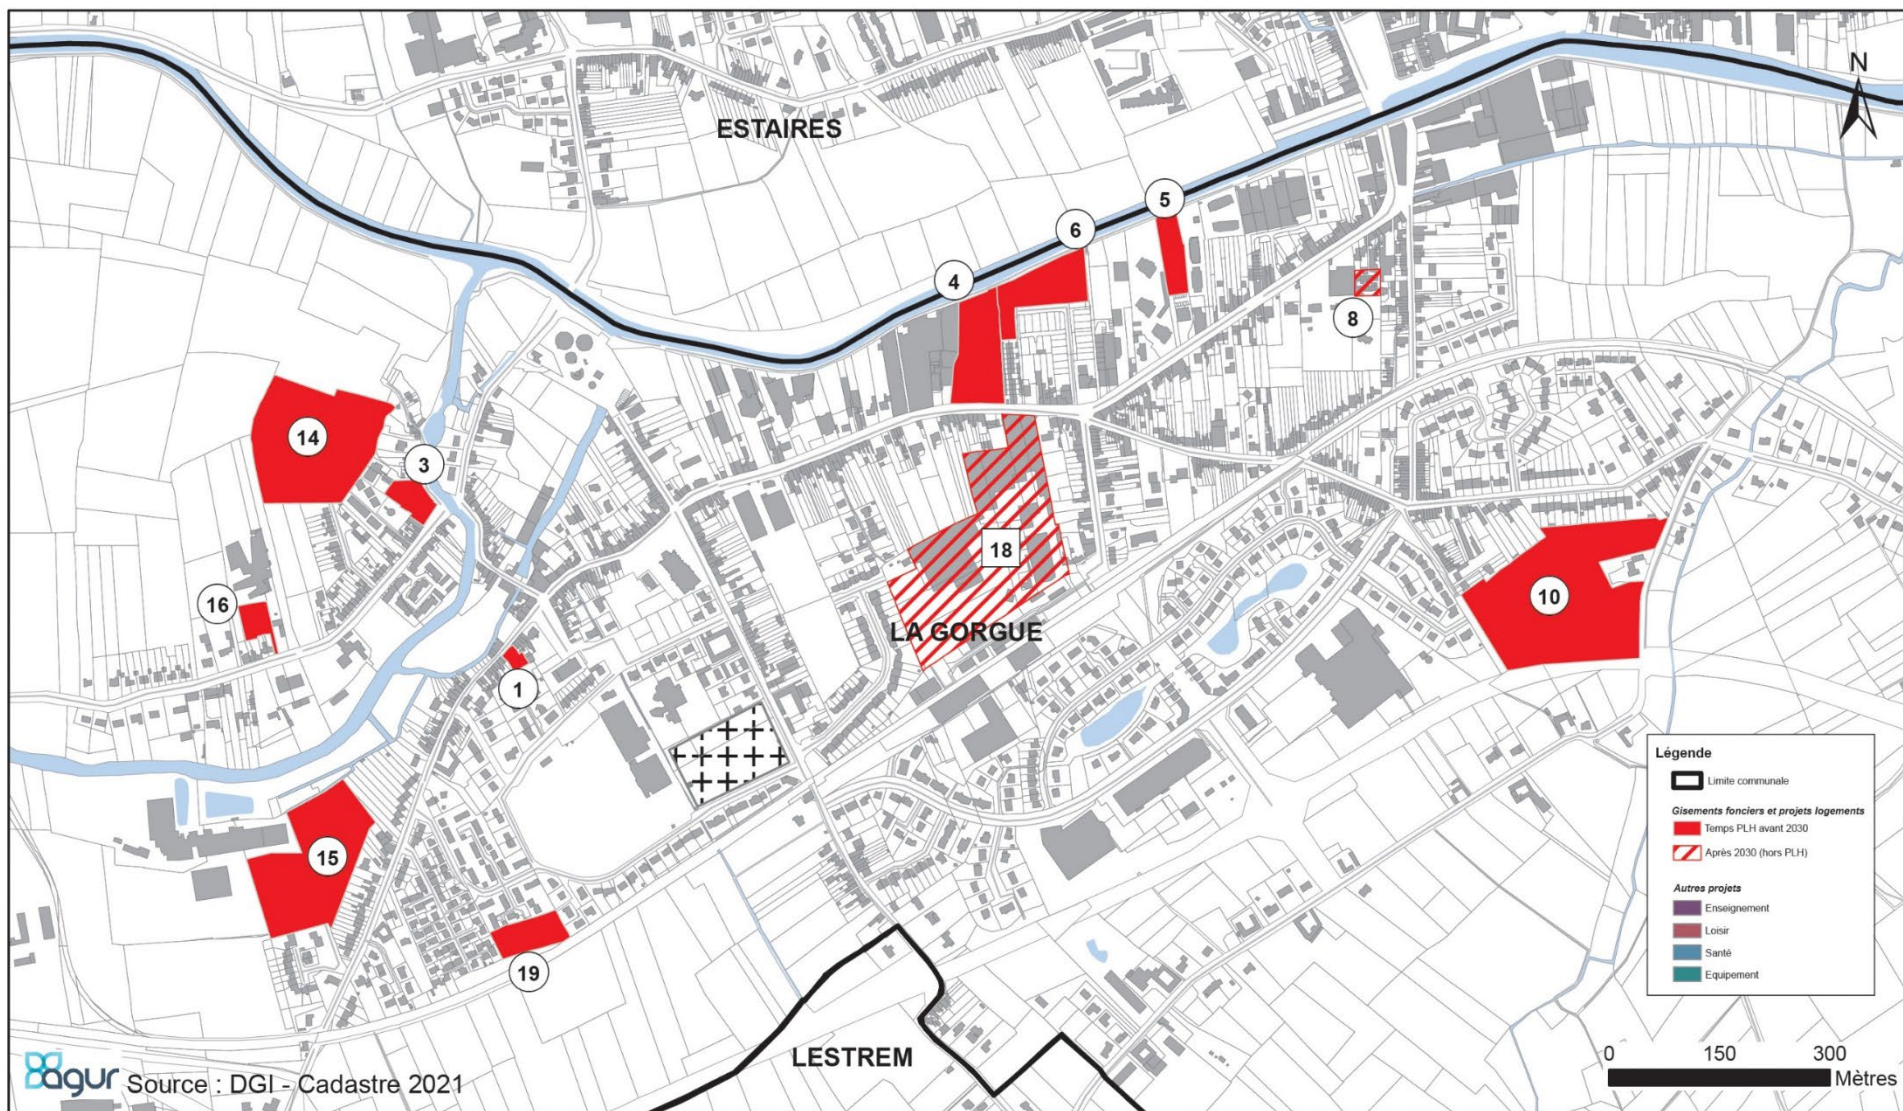 N
ESTAIRES
5
6
4
8
14
3
18
16
10
LA GORGUE
1
15
19
LESTREM
Légende
Limite communale
Gisements fonciers et projets logements
Temps PLH avant 2030
Après 2030 (hors PLH)
Autres projets
Enseignement
Loisir
Santé
Equipement
0 150 300
Mètres
agur Source : DGI - Cadastre 2021